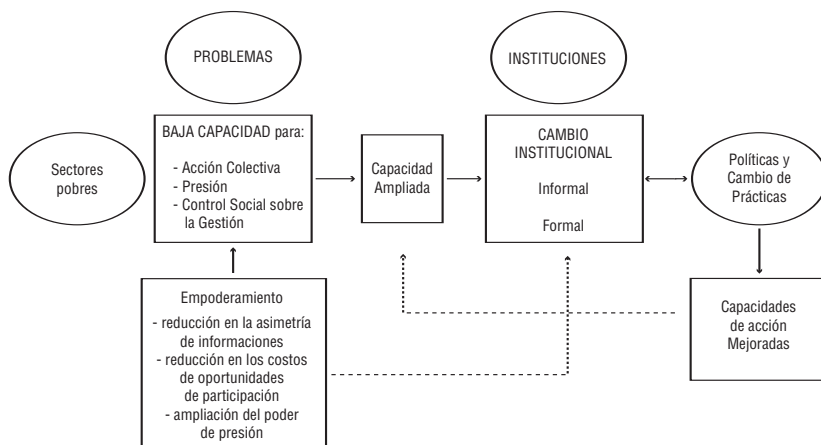 PROBLEMAS
INSTITUCIONES
Sectores
pobres
BAJA CAPACIDAD para:
- Acción Colectiva
- Presión
- Control Social sobre
la Gestión
Capacidad
Ampliada
CAMBIO
INSTITUCIONAL
Informal
Formal
Políticas y
Cambio de
Prácticas
Empoderamiento
- reducción en la asimetría
de informaciones
- reducción en los costos
de oportunidades
de participación
- ampliación del poder
de presión
Capacidades
de acción
Mejoradas